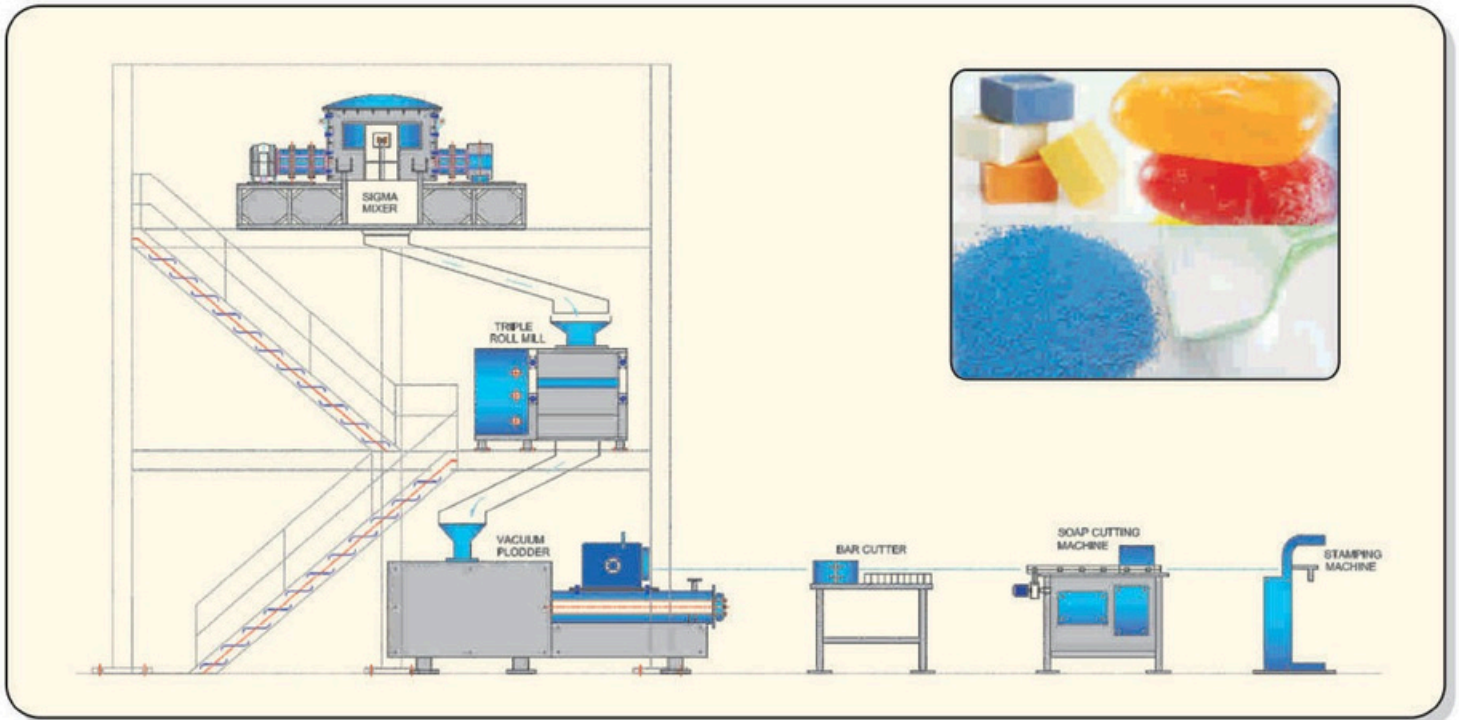 SIGMA
MIXER
TRIPLE
ROLL MILL
VACUUM
PLODDER
BAR CUTTER
SOAP CUTTING
MACHINE
STAMPING
MACHINE